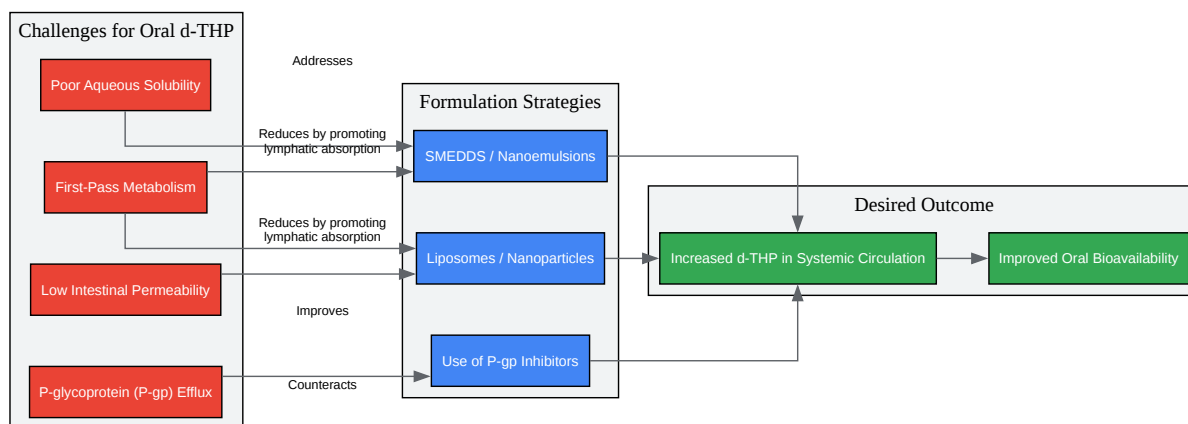 Challenges for Oral d-THP
Poor Aqueous Solubility
First-Pass Metabolism
Low Intestinal Permeability
P-glycoprotein (P-gp) Efflux
Addresses
Reduces by promoting
lymphatic absorption
Reduces by promoting
lymphatic absorption
Improves
Counteracts
Formulation Strategies
SMEDDS / Nanoemulsions
Liposomes / Nanoparticles
Use of P-gp Inhibitors
Desired Outcome
Increased d-THP in Systemic Circulation
Improved Oral Bioavailability